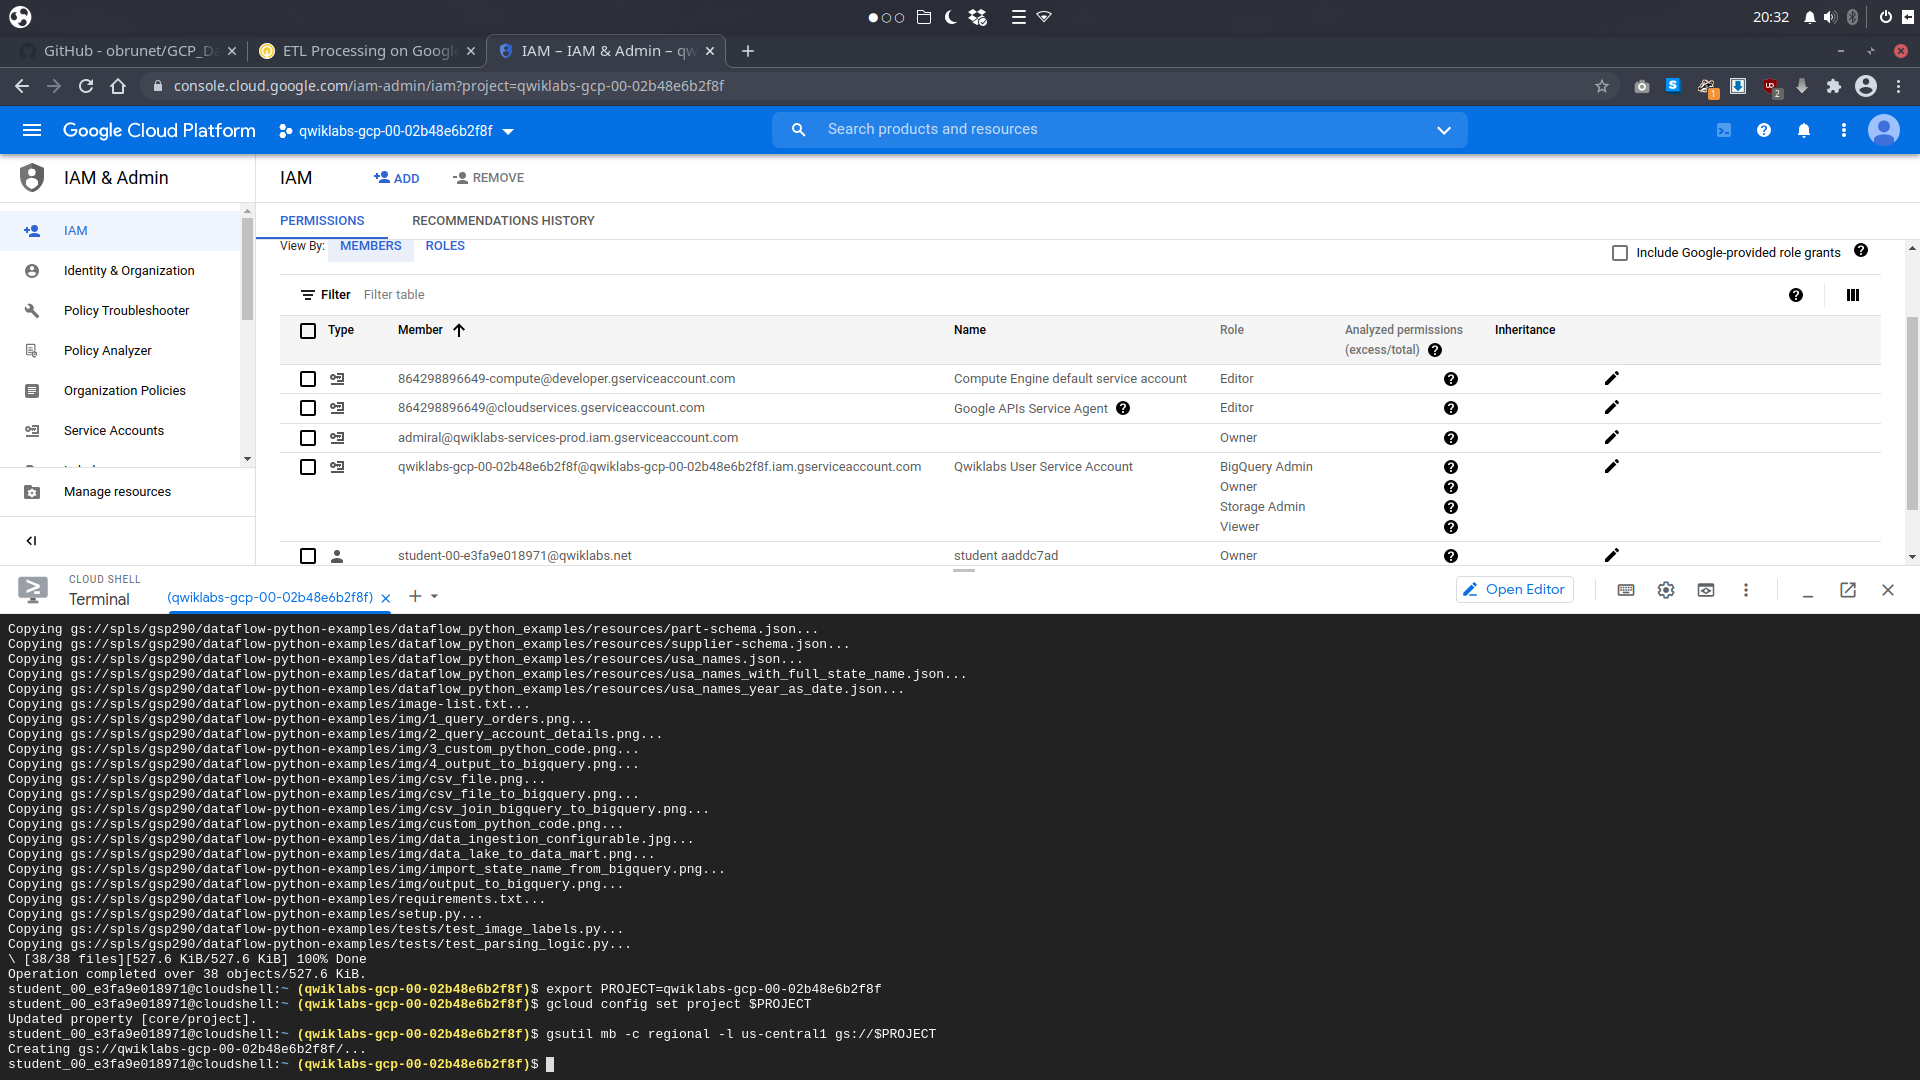 20:32
GitHub - obrunet/GCP_Da
ETL Processing on Google
IAM – IAM & Admin – qw
console.cloud.google.com/iam-admin/iam?project=qwiklabs-gcp-00-02b48e6b2f8f
1
2
Google Cloud Platform
qwiklabs-gcp-00-02b48e6b2f8f
Search products and resources
IAM & Admin
IAM
ADD
REMOVE
PERMISSIONS
RECOMMENDATIONS HISTORY
IAM
Identity & Organization
Policy Troubleshooter
Policy Analyzer
Organization Policies
Service Accounts
Manage resources
View By:
MEMBERS
ROLES
Include Google-provided role grants
Filter
Filter table
Type
Member
Name
Role
Analyzed permissions
(excess/total)
Inheritance
864298896649-compute@developer.gserviceaccount.com
Compute Engine default service account
Editor
864298896649@cloudservices.gserviceaccount.com
Google APIs Service Agent
Editor
admiral@qwiklabs-services-prod.iam.gserviceaccount.com
Owner
qwiklabs-gcp-00-02b48e6b2f8f@qwiklabs-gcp-00-02b48e6b2f8f.iam.gserviceaccount.com
Qwiklabs User Service Account
BigQuery Admin
Owner
Storage Admin
Viewer
student-00-e3fa9e018971@qwiklabs.net
student aaddc7ad
Owner
CLOUD SHELL
Terminal
(qwiklabs-gcp-00-02b48e6b2f8f)
Open Editor
Copying gs://spls/gsp290/dataflow-python-examples/dataflow_python_examples/resources/part-schema.json...
Copying gs://spls/gsp290/dataflow-python-examples/dataflow_python_examples/resources/supplier-schema.json...
Copying gs://spls/gsp290/dataflow-python-examples/dataflow_python_examples/resources/usa_names.json...
Copying gs://spls/gsp290/dataflow-python-examples/dataflow_python_examples/resources/usa_names_with_full_state_name.json...
Copying gs://spls/gsp290/dataflow-python-examples/dataflow_python_examples/resources/usa_names_year_as_date.json...
Copying gs://spls/gsp290/dataflow-python-examples/image-list.txt...
Copying gs://spls/gsp290/dataflow-python-examples/img/1_query_orders.png...
Copying gs://spls/gsp290/dataflow-python-examples/img/2_query_account_details.png...
Copying gs://spls/gsp290/dataflow-python-examples/img/3_custom_python_code.png...
Copying gs://spls/gsp290/dataflow-python-examples/img/4_output_to_bigquery.png...
Copying gs://spls/gsp290/dataflow-python-examples/img/csv_file.png...
Copying gs://spls/gsp290/dataflow-python-examples/img/csv_file_to_bigquery.png...
Copying gs://spls/gsp290/dataflow-python-examples/img/csv_join_bigquery_to_bigquery.png...
Copying gs://spls/gsp290/dataflow-python-examples/img/custom_python_code.png...
Copying gs://spls/gsp290/dataflow-python-examples/img/data_ingestion_configurable.jpg...
Copying gs://spls/gsp290/dataflow-python-examples/img/data_lake_to_data_mart.png...
Copying gs://spls/gsp290/dataflow-python-examples/img/import_state_name_from_bigquery.png...
Copying gs://spls/gsp290/dataflow-python-examples/img/output_to_bigquery.png...
Copying gs://spls/gsp290/dataflow-python-examples/requirements.txt...
Copying gs://spls/gsp290/dataflow-python-examples/setup.py...
Copying gs://spls/gsp290/dataflow-python-examples/tests/test_image_labels.py...
Copying gs://spls/gsp290/dataflow-python-examples/tests/test_parsing_logic.py...
\ [38/38 files][527.6 KiB/527.6 KiB] 100% Done
Operation completed over 38 objects/527.6 KiB.
student_00_e3fa9e018971@cloudshell:~ (qwiklabs-gcp-00-02b48e6b2f8f)$ export PROJECT=qwiklabs-gcp-00-02b48e6b2f8f
student_00_e3fa9e018971@cloudshell:~ (qwiklabs-gcp-00-02b48e6b2f8f)$ gcloud config set project $PROJECT
Updated property [core/project].
student_00_e3fa9e018971@cloudshell:~ (qwiklabs-gcp-00-02b48e6b2f8f)$ gsutil mb -c regional -l us-central1 gs://$PROJECT
Creating gs://qwiklabs-gcp-00-02b48e6b2f8f/...
student_00_e3fa9e018971@cloudshell:~ (qwiklabs-gcp-00-02b48e6b2f8f)$